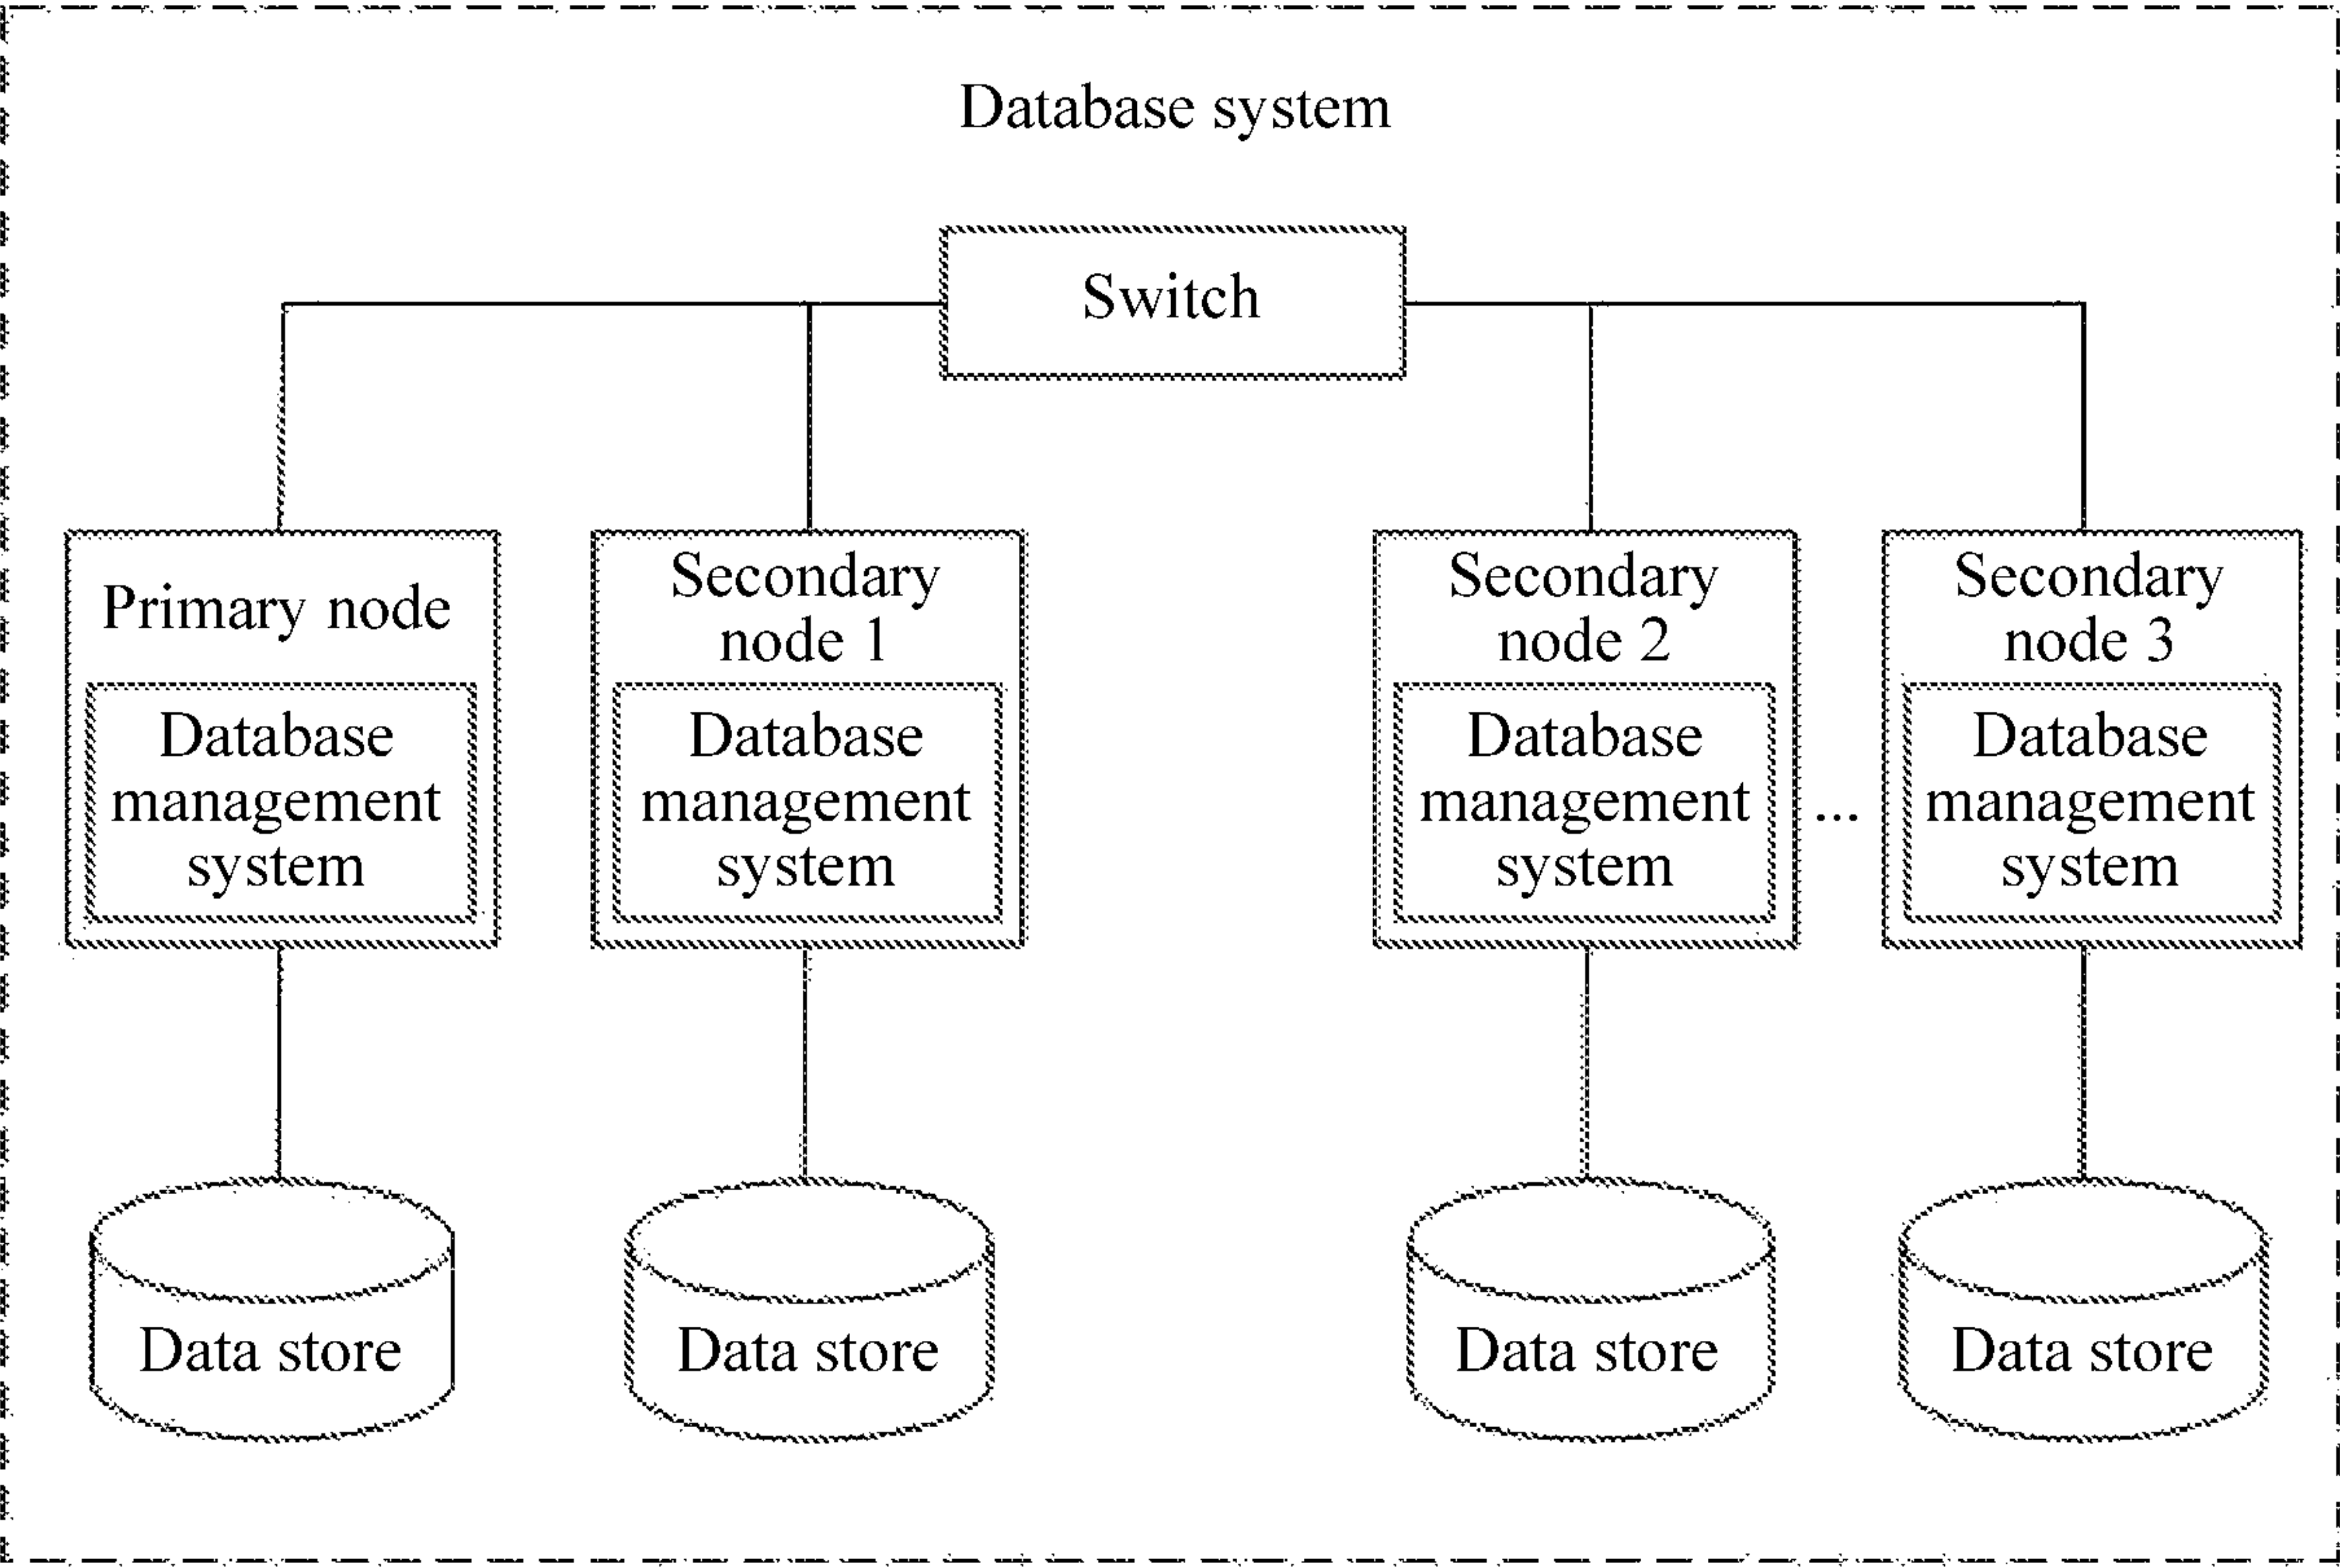 Database system
Switch
Primary node
Database
management
system
Secondary
node 1
Database
management
system
Secondary
node 2
Database
management
system
...
Secondary
node 3
Database
management
system
Data store
Data store
Data store
Data store